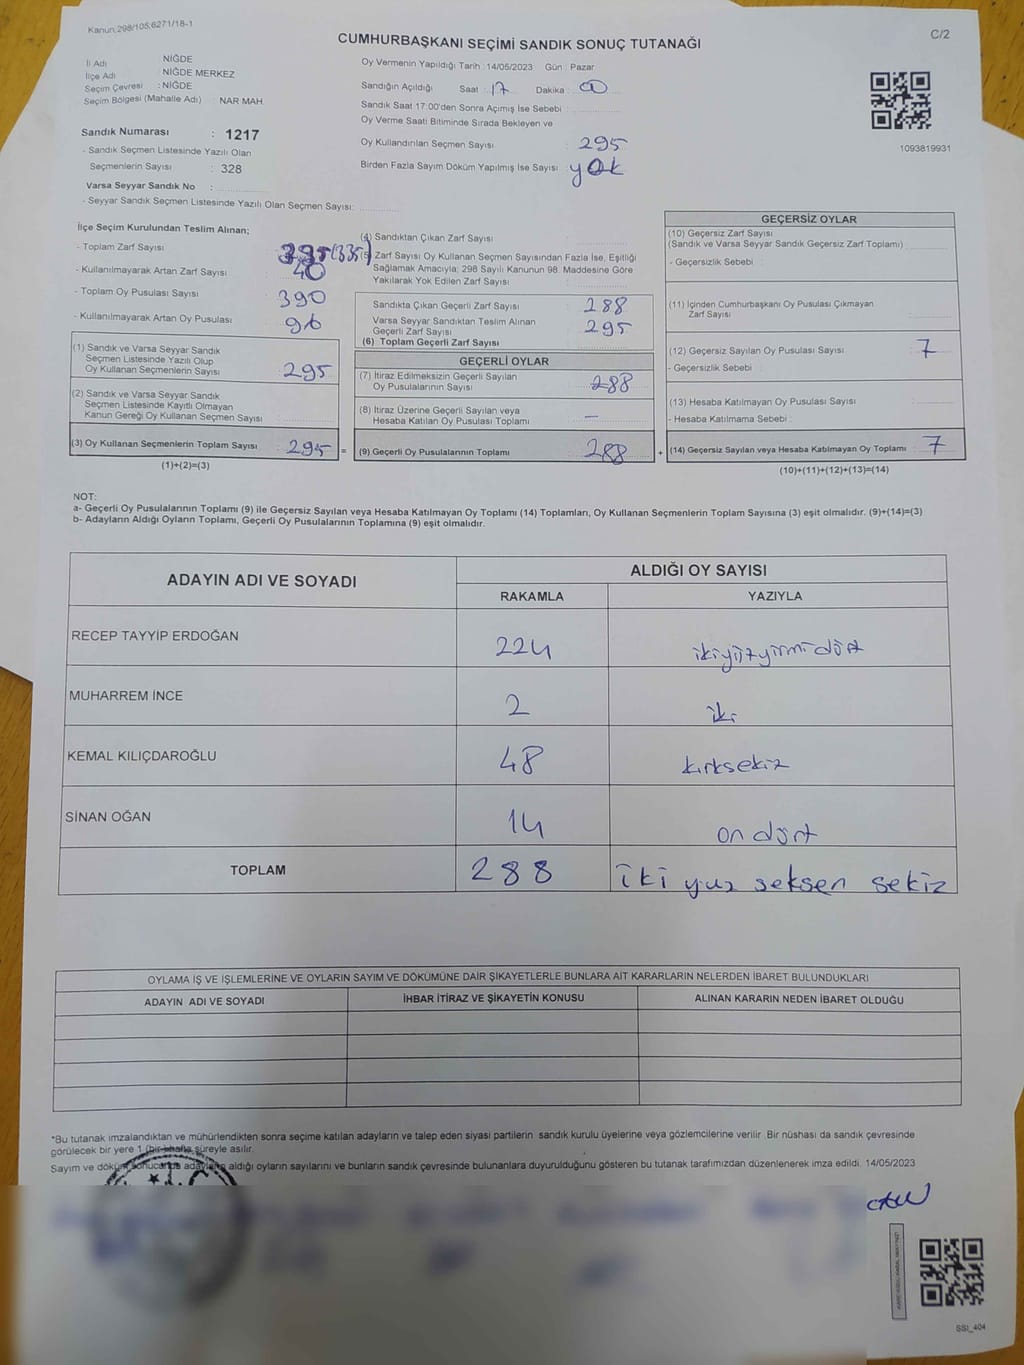 Kanun 298/105,6271/18-1
C/2
CUMHURBAŞKANI SEÇİMİ SANDIK SONUÇ TUTANAĞI
İl Adı : NİĞDE
İlçe Adı : NİĞDE MERKEZ
Seçim Çevresi : NİĞDE
Seçim Bölgesi (Mahalle Adı) : NAR MAH
Sandık Numarası : 1217
- Sandık Seçmen Listesinde Yazılı Olan
Seçmenlerin Sayısı : 328
Varsa Seyyar Sandık No :
- Seyyar Sandık Seçmen Listesinde Yazılı Olan Seçmen Sayısı:
Oy Vermenin Yapıldığı Tarih : 14/05/2023 Gün : Pazar
Sandığın Açıldığı Saat : 17 Dakika :
Sandık Saat 17:00'den Sonra Açımış İse Sebebi :
Oy Verme Saati Bitiminde Sırada Bekleyen ve
Oy Kullandırılan Seçmen Sayısı : 295
Birden Fazla Sayım Döküm Yapılmış İse Sayısı : yok
1093819931
İlçe Seçim Kurulundan Teslim Alınan;
- Toplam Zarf Sayısı : (335)
- Kullanılmayarak Artan Zarf Sayısı : 40
- Toplam Oy Pusulası Sayısı : 390
- Kullanılmayarak Artan Oy Pusulası : 96
(1) Sandık ve Varsa Seyyar Sandık
Seçmen Listesinde Yazılı Olup
Oy Kullanan Seçmenlerin Sayısı : 295
(2) Sandık ve Varsa Seyyar Sandık
Seçmen Listesinde Kayıtlı Olmayan
Kanun Gereği Oy Kullanan Seçmen Sayısı :
(3) Oy Kullanan Seçmenlerin Toplam Sayısı : 295 =
(1)+(2)=(3)
(4) Sandıktan Çıkan Zarf Sayısı :
(5) Zarf Sayısı Oy Kullanan Seçmen Sayısından Fazla İse, Eşitliği
Sağlamak Amacıyla; 298 Sayılı Kanunun 98. Maddesine Göre
Yakılarak Yok Edilen Zarf Sayısı :
Sandıkta Çıkan Geçerli Zarf Sayısı : 288
Varsa Seyyar Sandıktan Teslim Alınan
Geçerli Zarf Sayısı : 295
(6) Toplam Geçerli Zarf Sayısı :
GEÇERLİ OYLAR
(7) İtiraz Edilmeksizin Geçerli Sayılan
Oy Pusulalarının Sayısı : 288
(8) İtiraz Üzerine Geçerli Sayılan veya
Hesaba Katılan Oy Pusulası Toplamı : —
(9) Geçerli Oy Pusulalarının Toplamı : 288 +
GEÇERSİZ OYLAR
(10) Geçersiz Zarf Sayısı
(Sandık ve Varsa Seyyar Sandık Geçersiz Zarf Toplamı) :
- Geçersizlik Sebebi :
(11) İçinden Cumhurbaşkanı Oy Pusulası Çıkmayan
Zarf Sayısı :
(12) Geçersiz Sayılan Oy Pusulası Sayısı : 7
- Geçersizlik Sebebi :
(13) Hesaba Katılmayan Oy Pusulası Sayısı :
- Hesaba Katılmama Sebebi :
(14) Geçersiz Sayılan veya Hesaba Katılmayan Oy Toplamı : 7
(10)+(11)+(12)+(13)=(14)
NOT:
a- Geçerli Oy Pusulalarının Toplamı (9) ile Geçersiz Sayılan veya Hesaba Katılmayan Oy Toplamı (14) Toplamları, Oy Kullanan Seçmenlerin Toplam Sayısına (3) eşit olmalıdır. (9)+(14)=(3)
b- Adayların Aldığı Oyların Toplamı, Geçerli Oy Pusulalarının Toplamına (9) eşit olmalıdır.
ADAYIN ADI VE SOYADI
ALDIĞI OY SAYISI
RAKAMLA YAZIYLA
RECEP TAYYİP ERDOĞAN 224 ikiyüzyirmidört
MUHARREM İNCE 2 iki
KEMAL KILIÇDAROĞLU 48 kırksekiz
SİNAN OĞAN 14 on dört
TOPLAM 288 iki yuz seksen sekiz
OYLAMA İŞ VE İŞLEMLERİNE VE OYLARIN SAYIM VE DÖKÜMÜNE DAİR ŞİKAYETLERLE BUNLARA AİT KARARLARIN NELERDEN İBARET BULUNDUKLARI
ADAYIN ADI VE SOYADI İHBAR İTİRAZ VE ŞİKAYETİN KONUSU ALINAN KARARIN NEDEN İBARET OLDUĞU
*Bu tutanak imzalandıktan ve mühürlendikten sonra seçime katılan adayların ve talep eden siyasi partilerin sandık kurulu üyelerine veya gözlemcilerine verilir. Bir nüshası da sandık çevresinde
görülecek bir yere 1 (bir) hafta süreyle asılır.
Sayım ve döküm sonucunda adayların aldığı oyların sayılarını ve bunların sandık çevresinde bulunanlara duyurulduğunu gösteren bu tutanak tarafımızdan düzenlenerek imza edildi. 14/05/2023
SSI_404